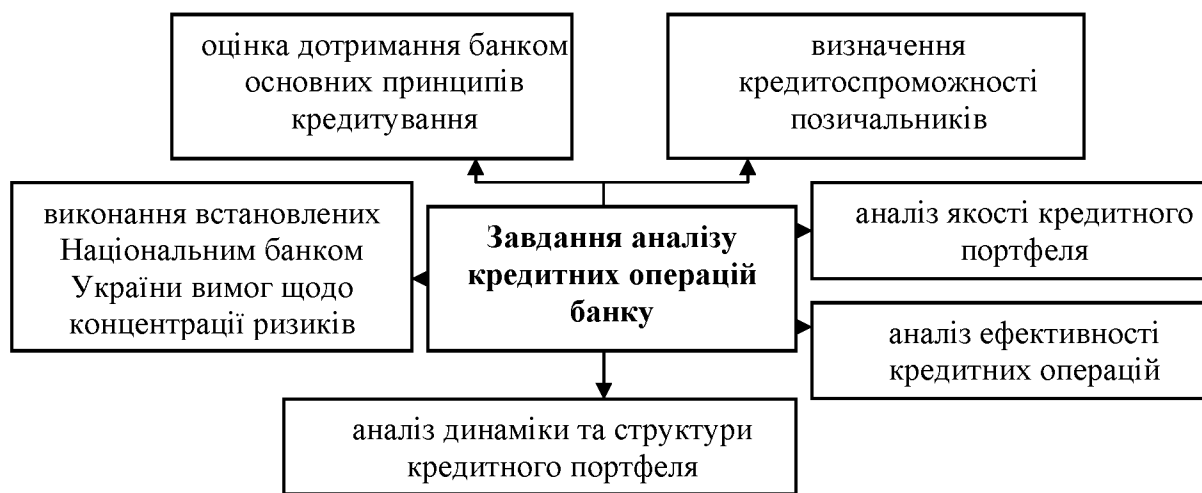 оцінка дотримання банком
основних принципів
кредитування
визначення
кредитоспроможності
позичальників
виконання встановлених
Національним банком
України вимог щодо
концентрації ризиків
Завдання аналізу
кредитних операцій
банку
аналіз якості кредитного
портфеля
аналіз ефективності
кредитних операцій
аналіз динаміки та структури
кредитного портфеля